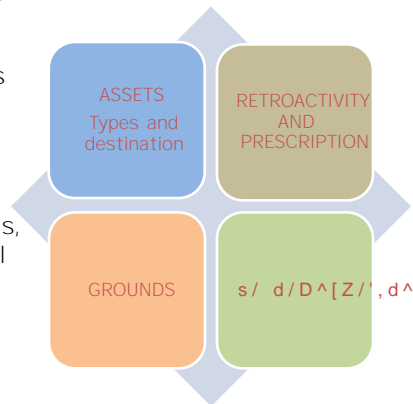 s
ASSETS
Types and
destination
RETROACTIVITY
AND
PRESCRIPTION
s,
l
GROUNDS
s/ d/D^[Z/',d^